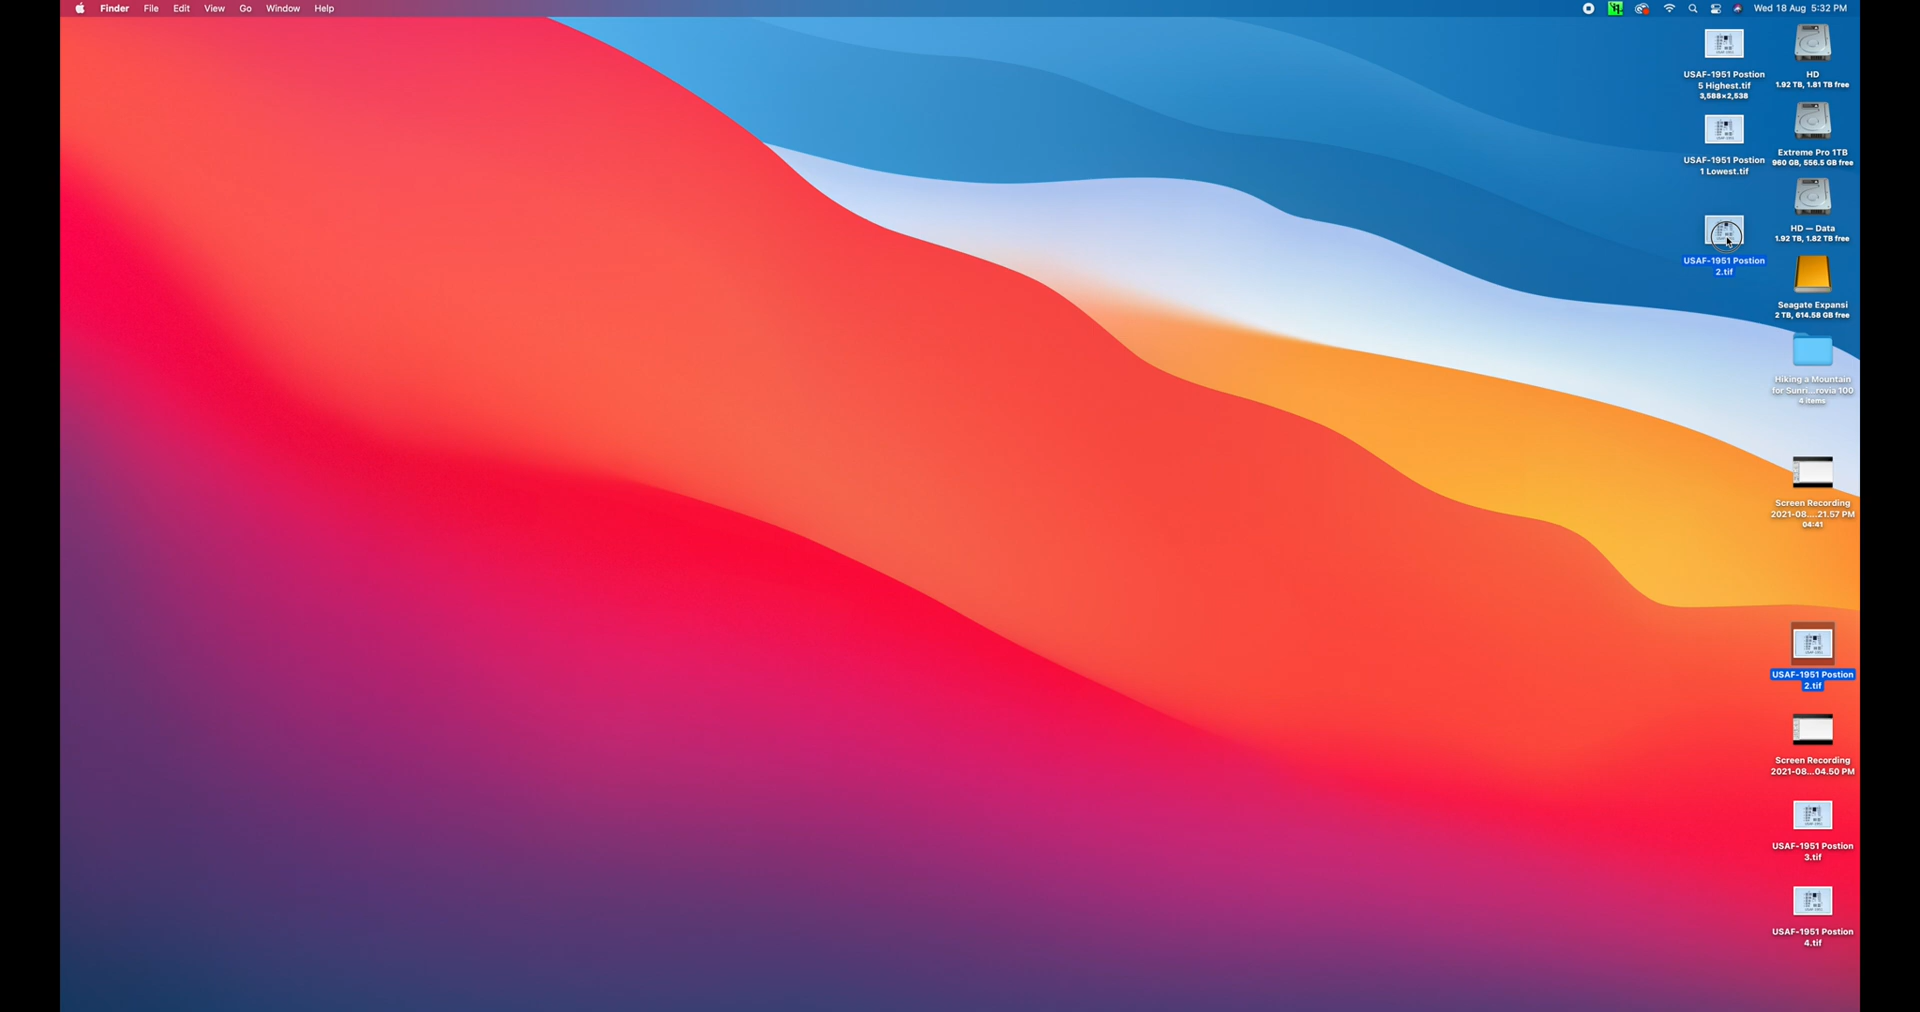 Finder File Edit View Go Window Help
Wed 18 Aug 5:32 PM
USAF-1951 Postion
5 Highest.tif
3,588×2,538
HD
1.92 TB, 1.81 TB free
USAF-1951 Postion
1 Lowest.tif
Extreme Pro 1TB
960 GB, 556.5 GB free
USAF-1951 Postion
2.tif
HD — Data
1.92 TB, 1.82 TB free
Seagate Expansi
2 TB, 614.58 GB free
Hiking a Mountain
for Sunri...rovia 100
4 items
Screen Recording
2021-08....21.57 PM
04:41
USAF-1951 Postion
2.tif
Screen Recording
2021-08...04.50 PM
USAF-1951 Postion
3.tif
USAF-1951 Postion
4.tif